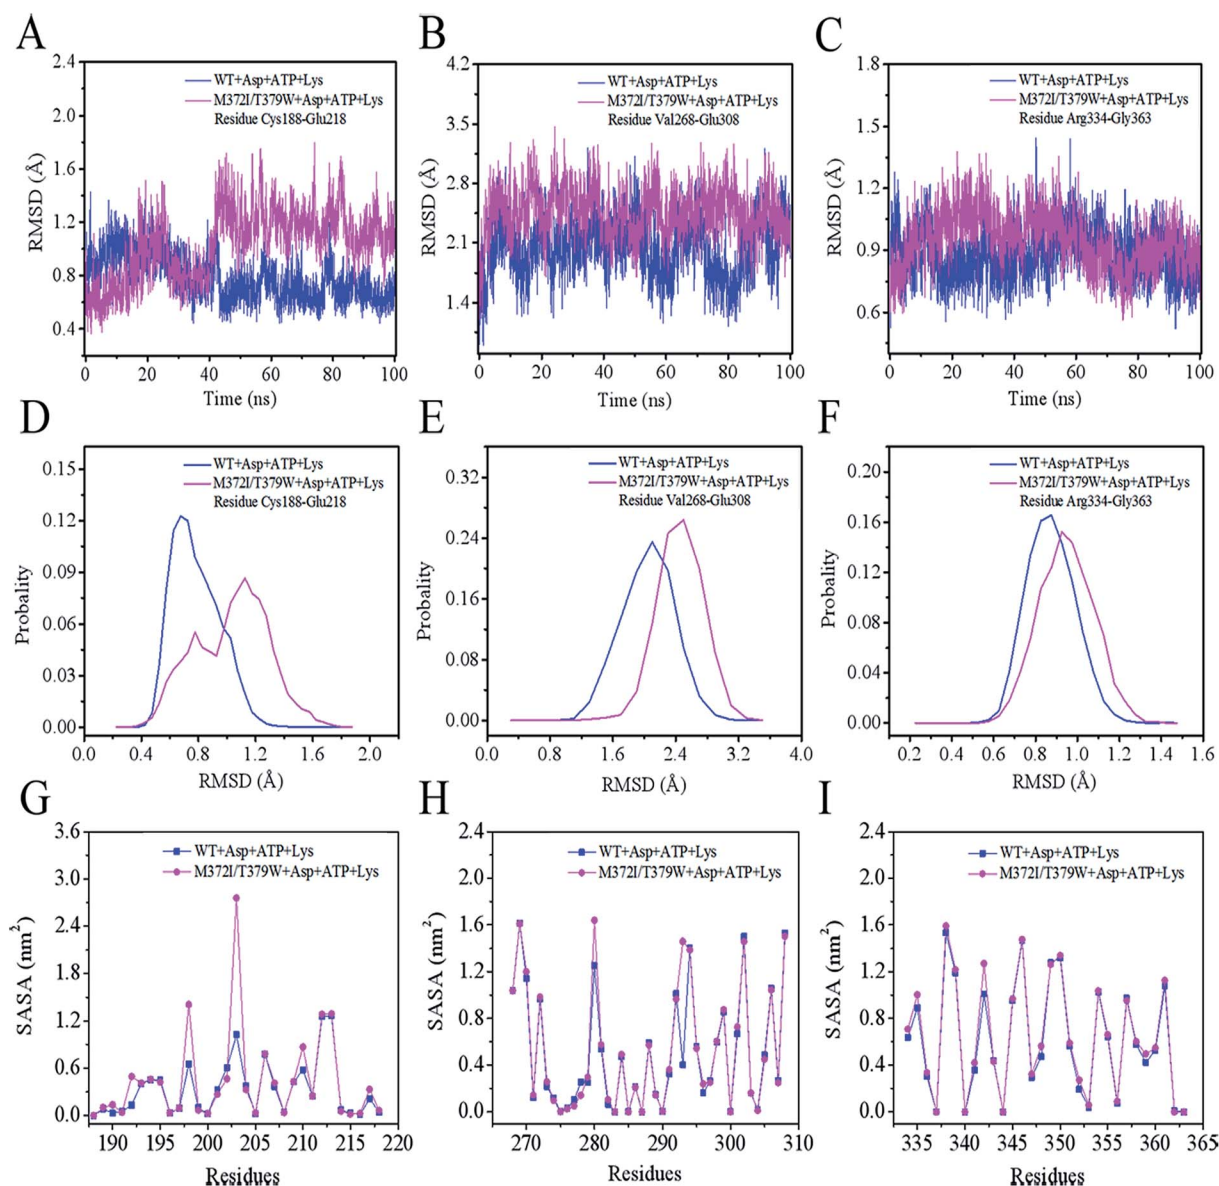 A
RMSD (Å)
2.4
2.0
1.6
1.2
0.8
0.4
WT+Asp+ATP+Lys
M372I/T379W+Asp+ATP+Lys
Residue Cys188-Glu218
0 20 40 60 80 100
Time (ns)
B
RMSD (Å)
4.2
3.5
2.8
2.1
1.4
WT+Asp+ATP+Lys
M372I/T379W+Asp+ATP+Lys
Residue Val268-Glu308
0 20 40 60 80 100
Time (ns)
C
RMSD (Å)
1.8
1.5
1.2
0.9
0.6
WT+Asp+ATP+Lys
M372I/T379W+Asp+ATP+Lys
Residue Arg334-Gly363
0 20 40 60 80 100
Time (ns)
D
Probality
0.15
0.12
0.09
0.06
0.03
0.00
WT+Asp+ATP+Lys
M372I/T379W+Asp+ATP+Lys
Residue Cys188-Glu218
0.0 0.4 0.8 1.2 1.6 2.0
RMSD (Å)
E
Probality
0.32
0.24
0.16
0.08
0.00
WT+Asp+ATP+Lys
M372I/T379W+Asp+ATP+Lys
Residue Val268-Glu308
0.0 0.8 1.6 2.4 3.2 4.0
RMSD (Å)
F
Probality
0.20
0.16
0.12
0.08
0.04
0.00
WT+Asp+ATP+Lys
M372I/T379W+Asp+ATP+Lys
Residue Arg334-Gly363
0.2 0.4 0.6 0.8 1.0 1.2 1.4 1.6
RMSD (Å)
G
SASA (nm²)
3.6
3.0
2.4
1.8
1.2
0.6
0.0
WT+Asp+ATP+Lys
M372I/T379W+Asp+ATP+Lys
190 195 200 205 210 215 220
Residues
H
SASA (nm²)
2.4
2.0
1.6
1.2
0.8
0.4
0.0
WT+Asp+ATP+Lys
M372I/T379W+Asp+ATP+Lys
270 280 290 300 310
Residues
I
SASA (nm²)
2.4
2.0
1.6
1.2
0.8
0.4
0.0
WT+Asp+ATP+Lys
M372I/T379W+Asp+ATP+Lys
335 340 345 350 355 360 365
Residues